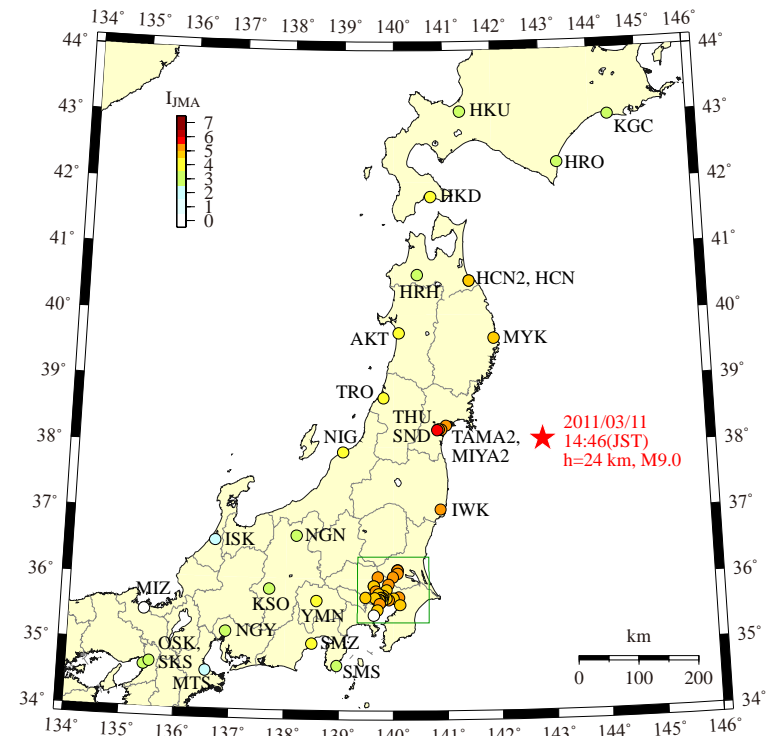 134° 135° 136° 137° 138° 139° 140° 141° 142° 143° 144° 145° 146°
44° 44°
43° 43°
42° 42°
41° 41°
40° 40°
39° 39°
38° 38°
37° 37°
36° 36°
35° 35°
34° 34°
IJMA
7
6
5
4
3
2
1
0
HKU
KGC
HRO
HKD
HCN2, HCN
HRH
AKT
MYK
TRO
THU,
SND
TAMA2,
MIYA2
NIG
2011/03/11
14:46(JST)
h=24 km, M9.0
IWK
ISK
NGN
MIZ
KSO
YMN
NGY
OSK,
SKS
SMZ
MTS
SMS
km
0 100 200
134° 135° 136° 137° 138° 139° 140° 141° 142° 143° 144° 145° 146°